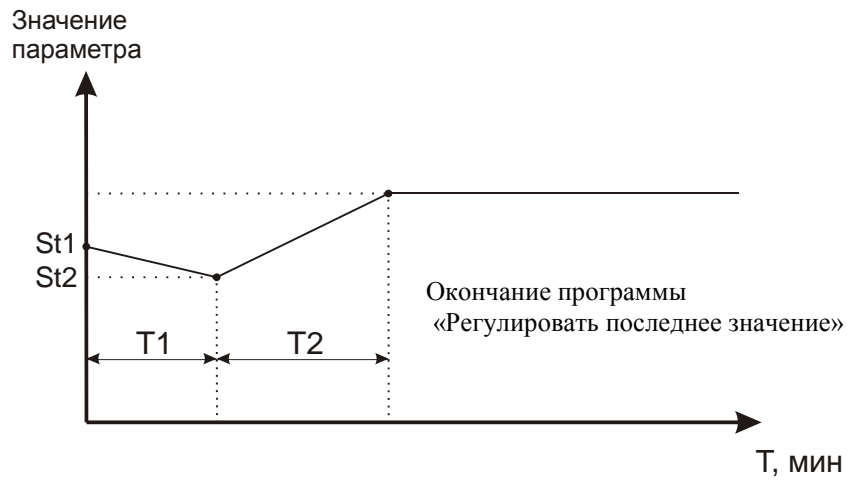 Значение
параметра
St1
St2
T1
T2
Окончание программы
«Регулировать последнее значение»
T, мин